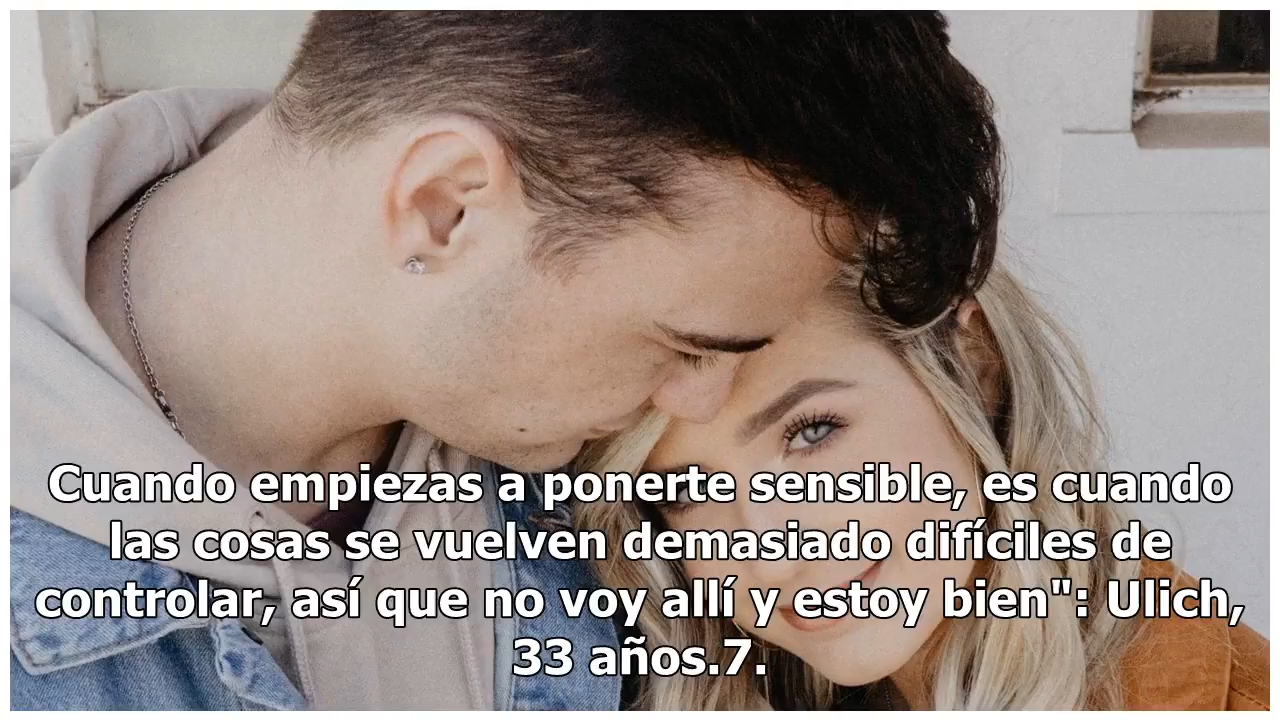 Cuando empiezas a ponerte sensible, es cuando
las cosas se vuelven demasiado difíciles de
controlar, así que no voy allí y estoy bien": Ulich,
33 años.7.